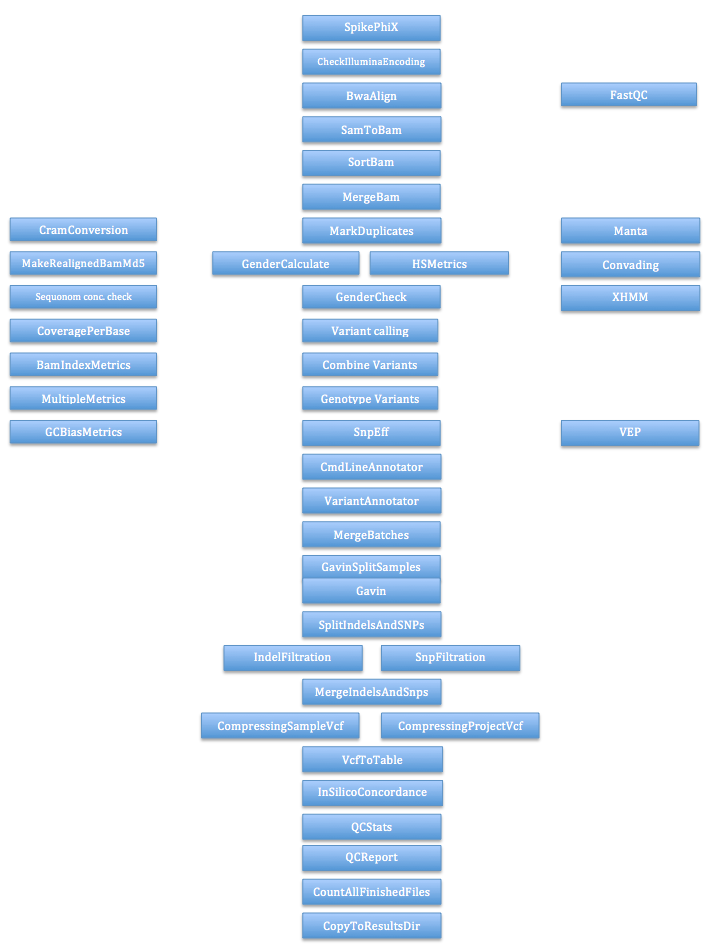 SpikePhiX
CheckIlluminaEncoding
BwaAlign
FastQC
SamToBam
SortBam
MergeBam
CramConversion
MarkDuplicates
Manta
MakeRealignedBamMd5
GenderCalculate
HSMetrics
Convading
Sequonom conc. check
GenderCheck
XHMM
CoveragePerBase
Variant calling
BamIndexMetrics
Combine Variants
MultipleMetrics
Genotype Variants
GCBiasMetrics
SnpEff
VEP
CmdLineAnnotator
VariantAnnotator
MergeBatches
GavinSplitSamples
Gavin
SplitIndelsAndSNPs
IndelFiltration
SnpFiltration
MergeIndelsAndSnps
CompressingSampleVcf
CompressingProjectVcf
VcfToTable
InSilicoConcordance
QCStats
QCReport
CountAllFinishedFiles
CopyToResultsDir